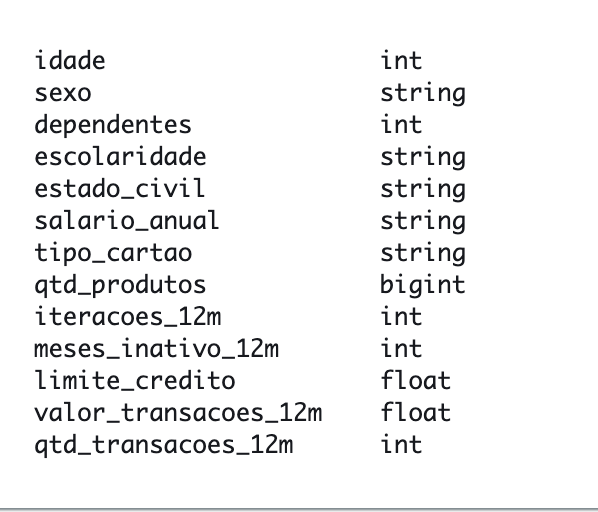 idade int
sexo string
dependentes int
escolaridade string
estado_civil string
salario_anual string
tipo_cartao string
qtd_produtos bigint
iteracoes_12m int
meses_inativo_12m int
limite_credito float
valor_transacoes_12m float
qtd_transacoes_12m int